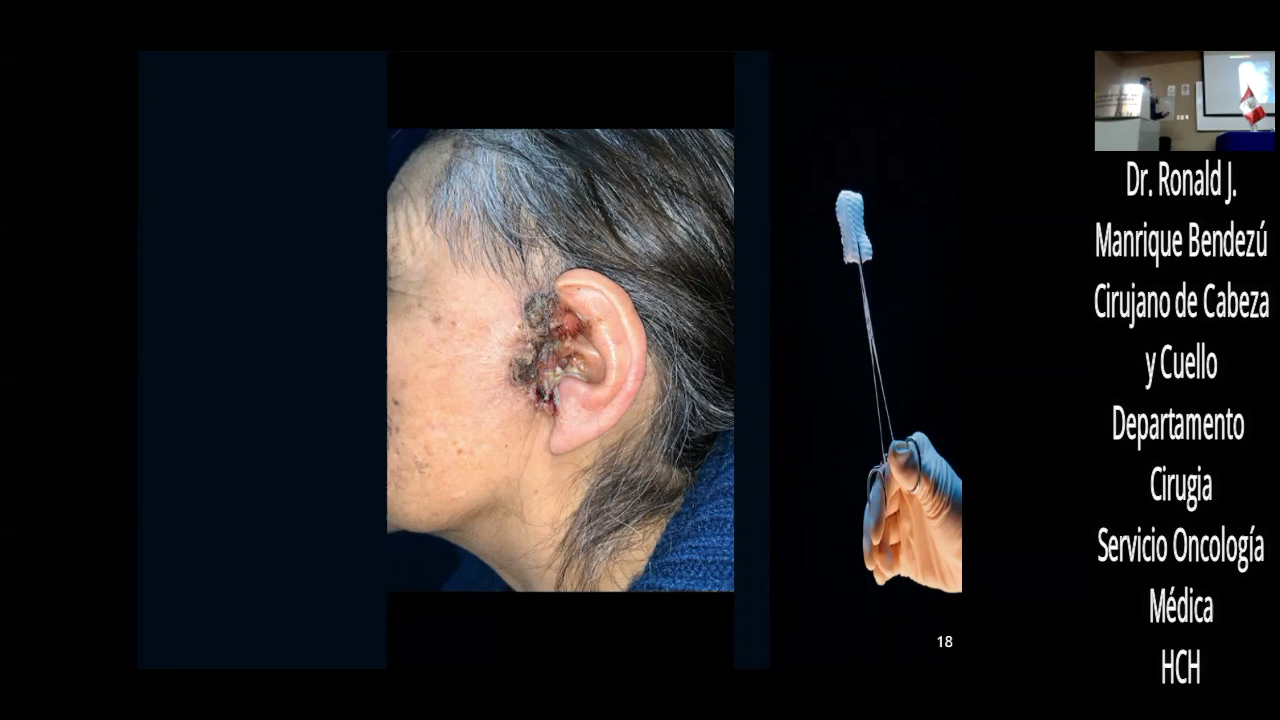 18
Dr. Ronald J.
Manrique Bendezú
Cirujano de Cabeza
y Cuello
Departamento
Cirugia
Servicio Oncología
Médica
HCH